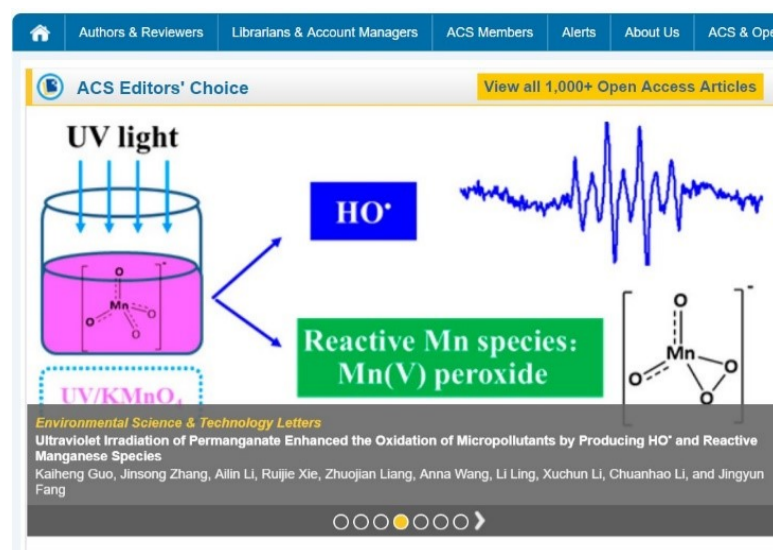 Authors & Reviewers Librarians & Account Managers ACS Members Alerts About Us ACS & Ope
ACS Editors' Choice View all 1,000+ Open Access Articles
UV light
HO•
O
Mn
O
O
O
-
Reactive Mn species:
Mn(V) peroxide
O
Mn
O
O
O
-
UV/KMnO4
Environmental Science & Technology Letters
Ultraviolet Irradiation of Permanganate Enhanced the Oxidation of Micropollutants by Producing HO• and Reactive
Manganese Species
Kaiheng Guo, Jinsong Zhang, Ailin Li, Ruijie Xie, Zhuojian Liang, Anna Wang, Li Ling, Xuchun Li, Chuanhao Li, and Jingyun
Fang